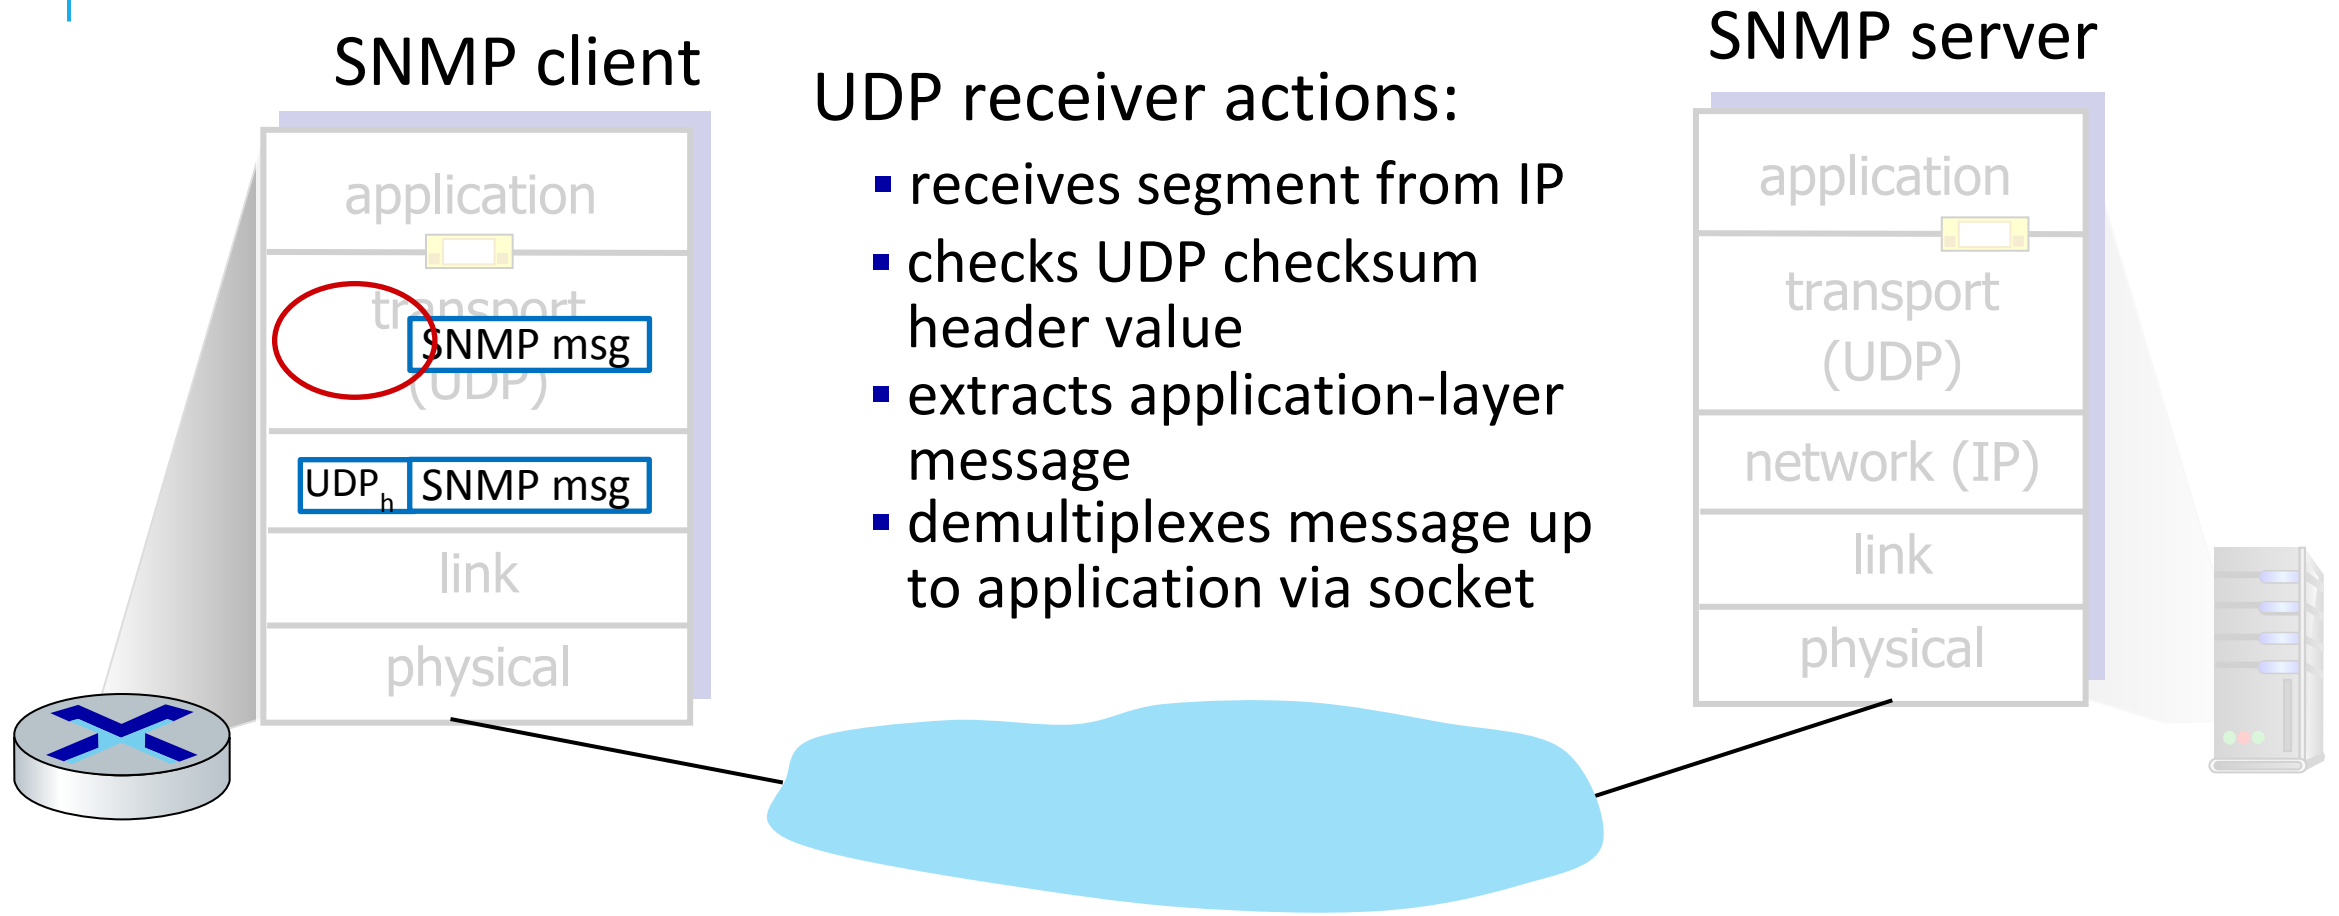 SNMP client
application
transport
SNMP msg
(UDP)
UDPh SNMP msg
link
physical
UDP receiver actions:
receives segment from IP
checks UDP checksum
header value
extracts application-layer
message
demultiplexes message up
to application via socket
SNMP server
application
transport
(UDP)
network (IP)
link
physical